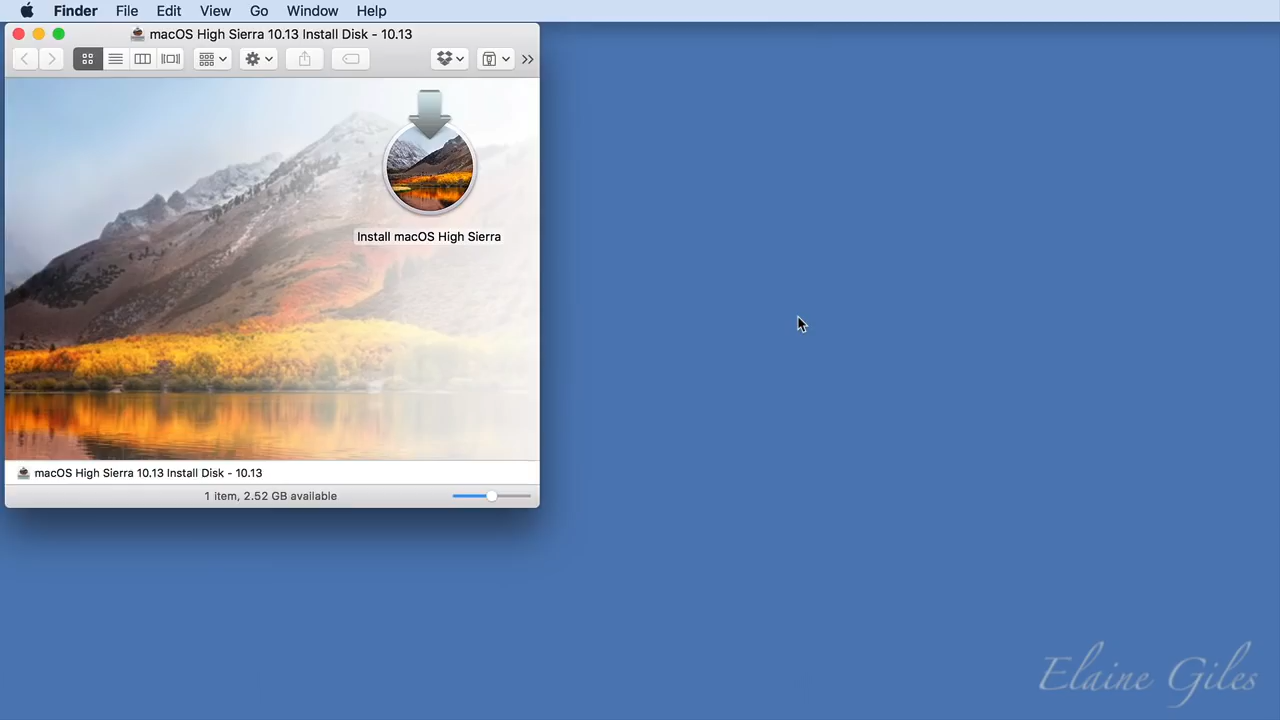 Finder File Edit View Go Window Help
macOS High Sierra 10.13 Install Disk - 10.13
Install macOS High Sierra
macOS High Sierra 10.13 Install Disk - 10.13
1 item, 2.52 GB available
Elaine Giles